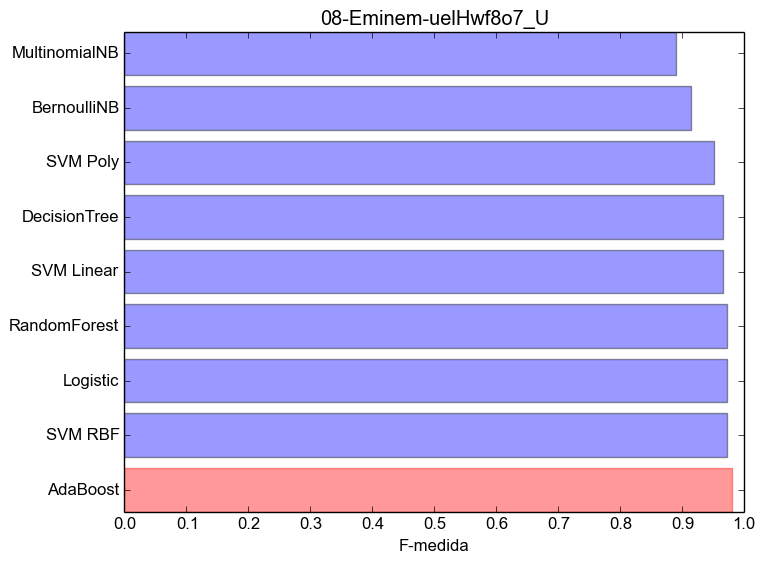 08-Eminem-uelHwf8o7_U
MultinomialNB
BernoulliNB
SVM Poly
DecisionTree
SVM Linear
RandomForest
Logistic
SVM RBF
AdaBoost
0.0 0.1 0.2 0.3 0.4 0.5 0.6 0.7 0.8 0.9 1.0
F-medida